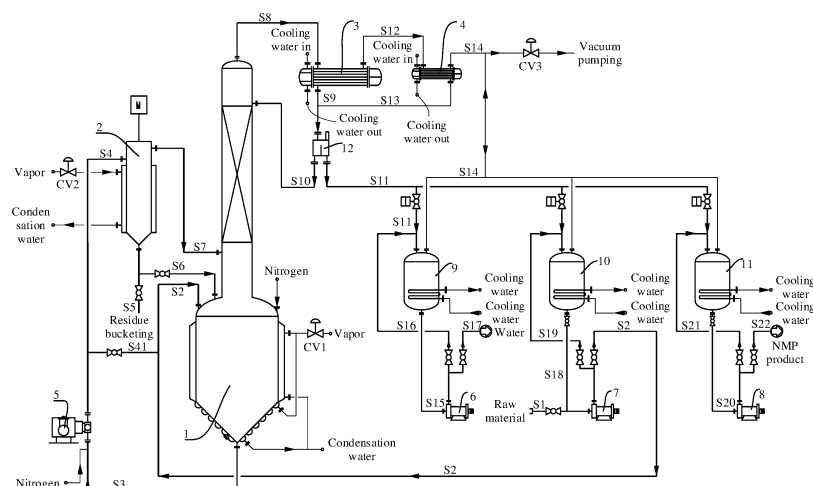 S8
Cooling
water in
3
S12
Cooling
water in
4
S14
CV3
Vacuum
pumping
S9
S13
Cooling
water out
Cooling
water out
M
2
S4
Vapor
CV2
Conden
sation
water
12
S10
S11
S14
S7
S6
S2
S5
Residue
bucketing
S41
Nitrogen
Vapor
CV1
1
Condensation
water
5
Nitrogen
S3
S11
9
Cooling
water
Cooling
water
S16
S17
Water
S15
6
10
Cooling
water
Cooling
water
S19
S2
S18
Raw
material
S1
7
11
Cooling
water
Cooling
water
S21
S22
NMP
product
S20
8
S2